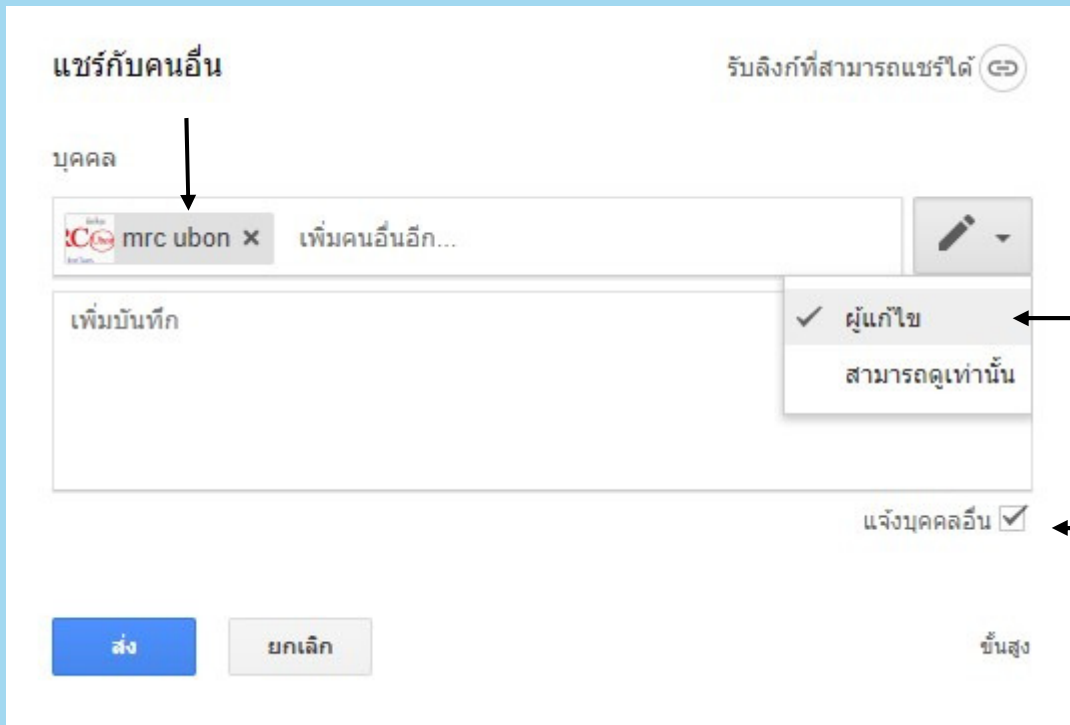 แชร์กับคนอื่น
รับลิงก์ที่สามารถแชร์ได้
บุคคล
mrc ubon × เพิ่มคนอื่นอีก...
เพิ่มบันทึก
ผู้แก้ไข
สามารถดูเท่านั้น
แจ้งบุคคลอื่น
ส่ง
ยกเลิก
ขั้นสูง